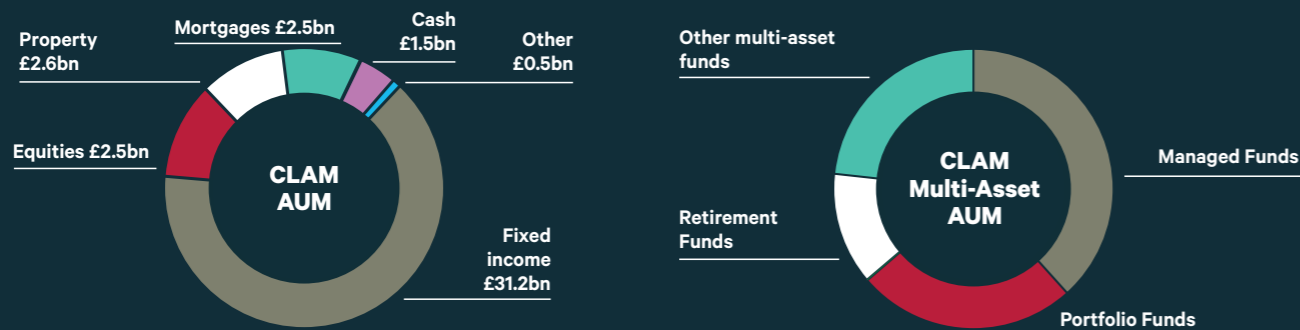 Property
£2.6bn
Mortgages £2.5bn
Cash
£1.5bn
Other
£0.5bn
Equities £2.5bn
CLAM
AUM
Fixed
income
£31.2bn
Other multi-asset
funds
Managed Funds
CLAM
Multi-Asset
AUM
Retirement
Funds
Portfolio Funds